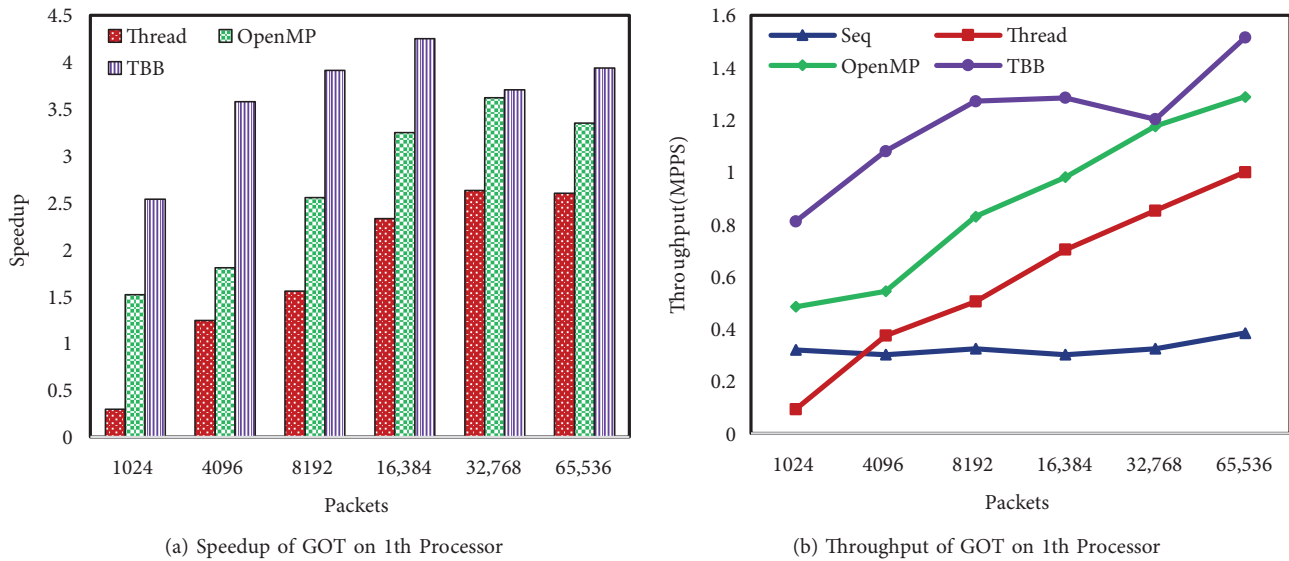 4.5
4
3.5
3
2.5
2
1.5
1
0.5
0
Speedup
Thread OpenMP
TBB
1024 4096 8192 16,384 32,768 65,536
Packets
(a) Speedup of GOT on 1th Processor
1.6
1.4
1.2
1
0.8
0.6
0.4
0.2
0
Throughput(MPPS)
Seq Thread
OpenMP TBB
1024 4096 8192 16,384 32,768 65,536
Packets
(b) Throughput of GOT on 1th Processor